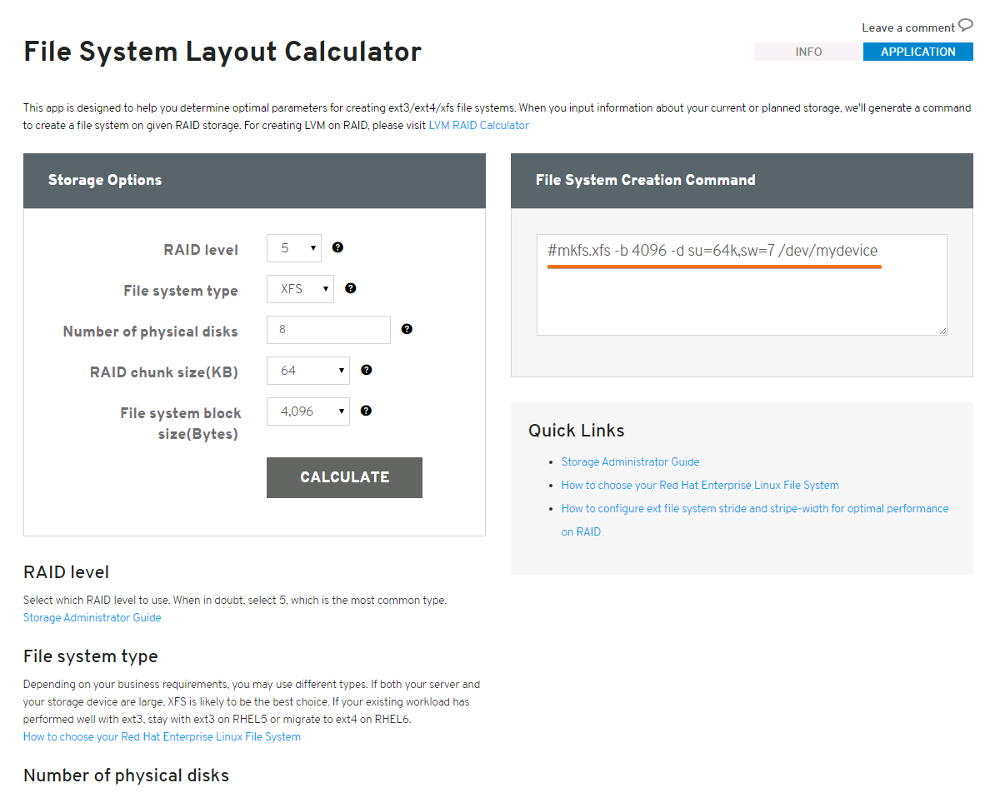 Leave a comment
File System Layout Calculator
INFO
APPLICATION
This app is designed to help you determine optimal parameters for creating ext3/ext4/xfs file systems. When you input information about your current or planned storage, we'll generate a command
to create a file system on given RAID storage. For creating LVM on RAID, please visit LVM RAID Calculator
Storage Options
RAID level
5
File system type
XFS
Number of physical disks
8
RAID chunk size(KB)
64
File system block
size(Bytes)
4,096
CALCULATE
File System Creation Command
#mkfs.xfs -b 4096 -d su=64k,sw=7 /dev/mydevice
Quick Links
Storage Administrator Guide
How to choose your Red Hat Enterprise Linux File System
How to configure ext file system stride and stripe-width for optimal performance
on RAID
RAID level
Select which RAID level to use. When in doubt, select 5, which is the most common type.
Storage Administrator Guide
File system type
Depending on your business requirements, you may use different types. If both your server and
your storage device are large, XFS is likely to be the best choice. If your existing workload has
performed well with ext3, stay with ext3 on RHEL5 or migrate to ext4 on RHEL6.
How to choose your Red Hat Enterprise Linux File System
Number of physical disks